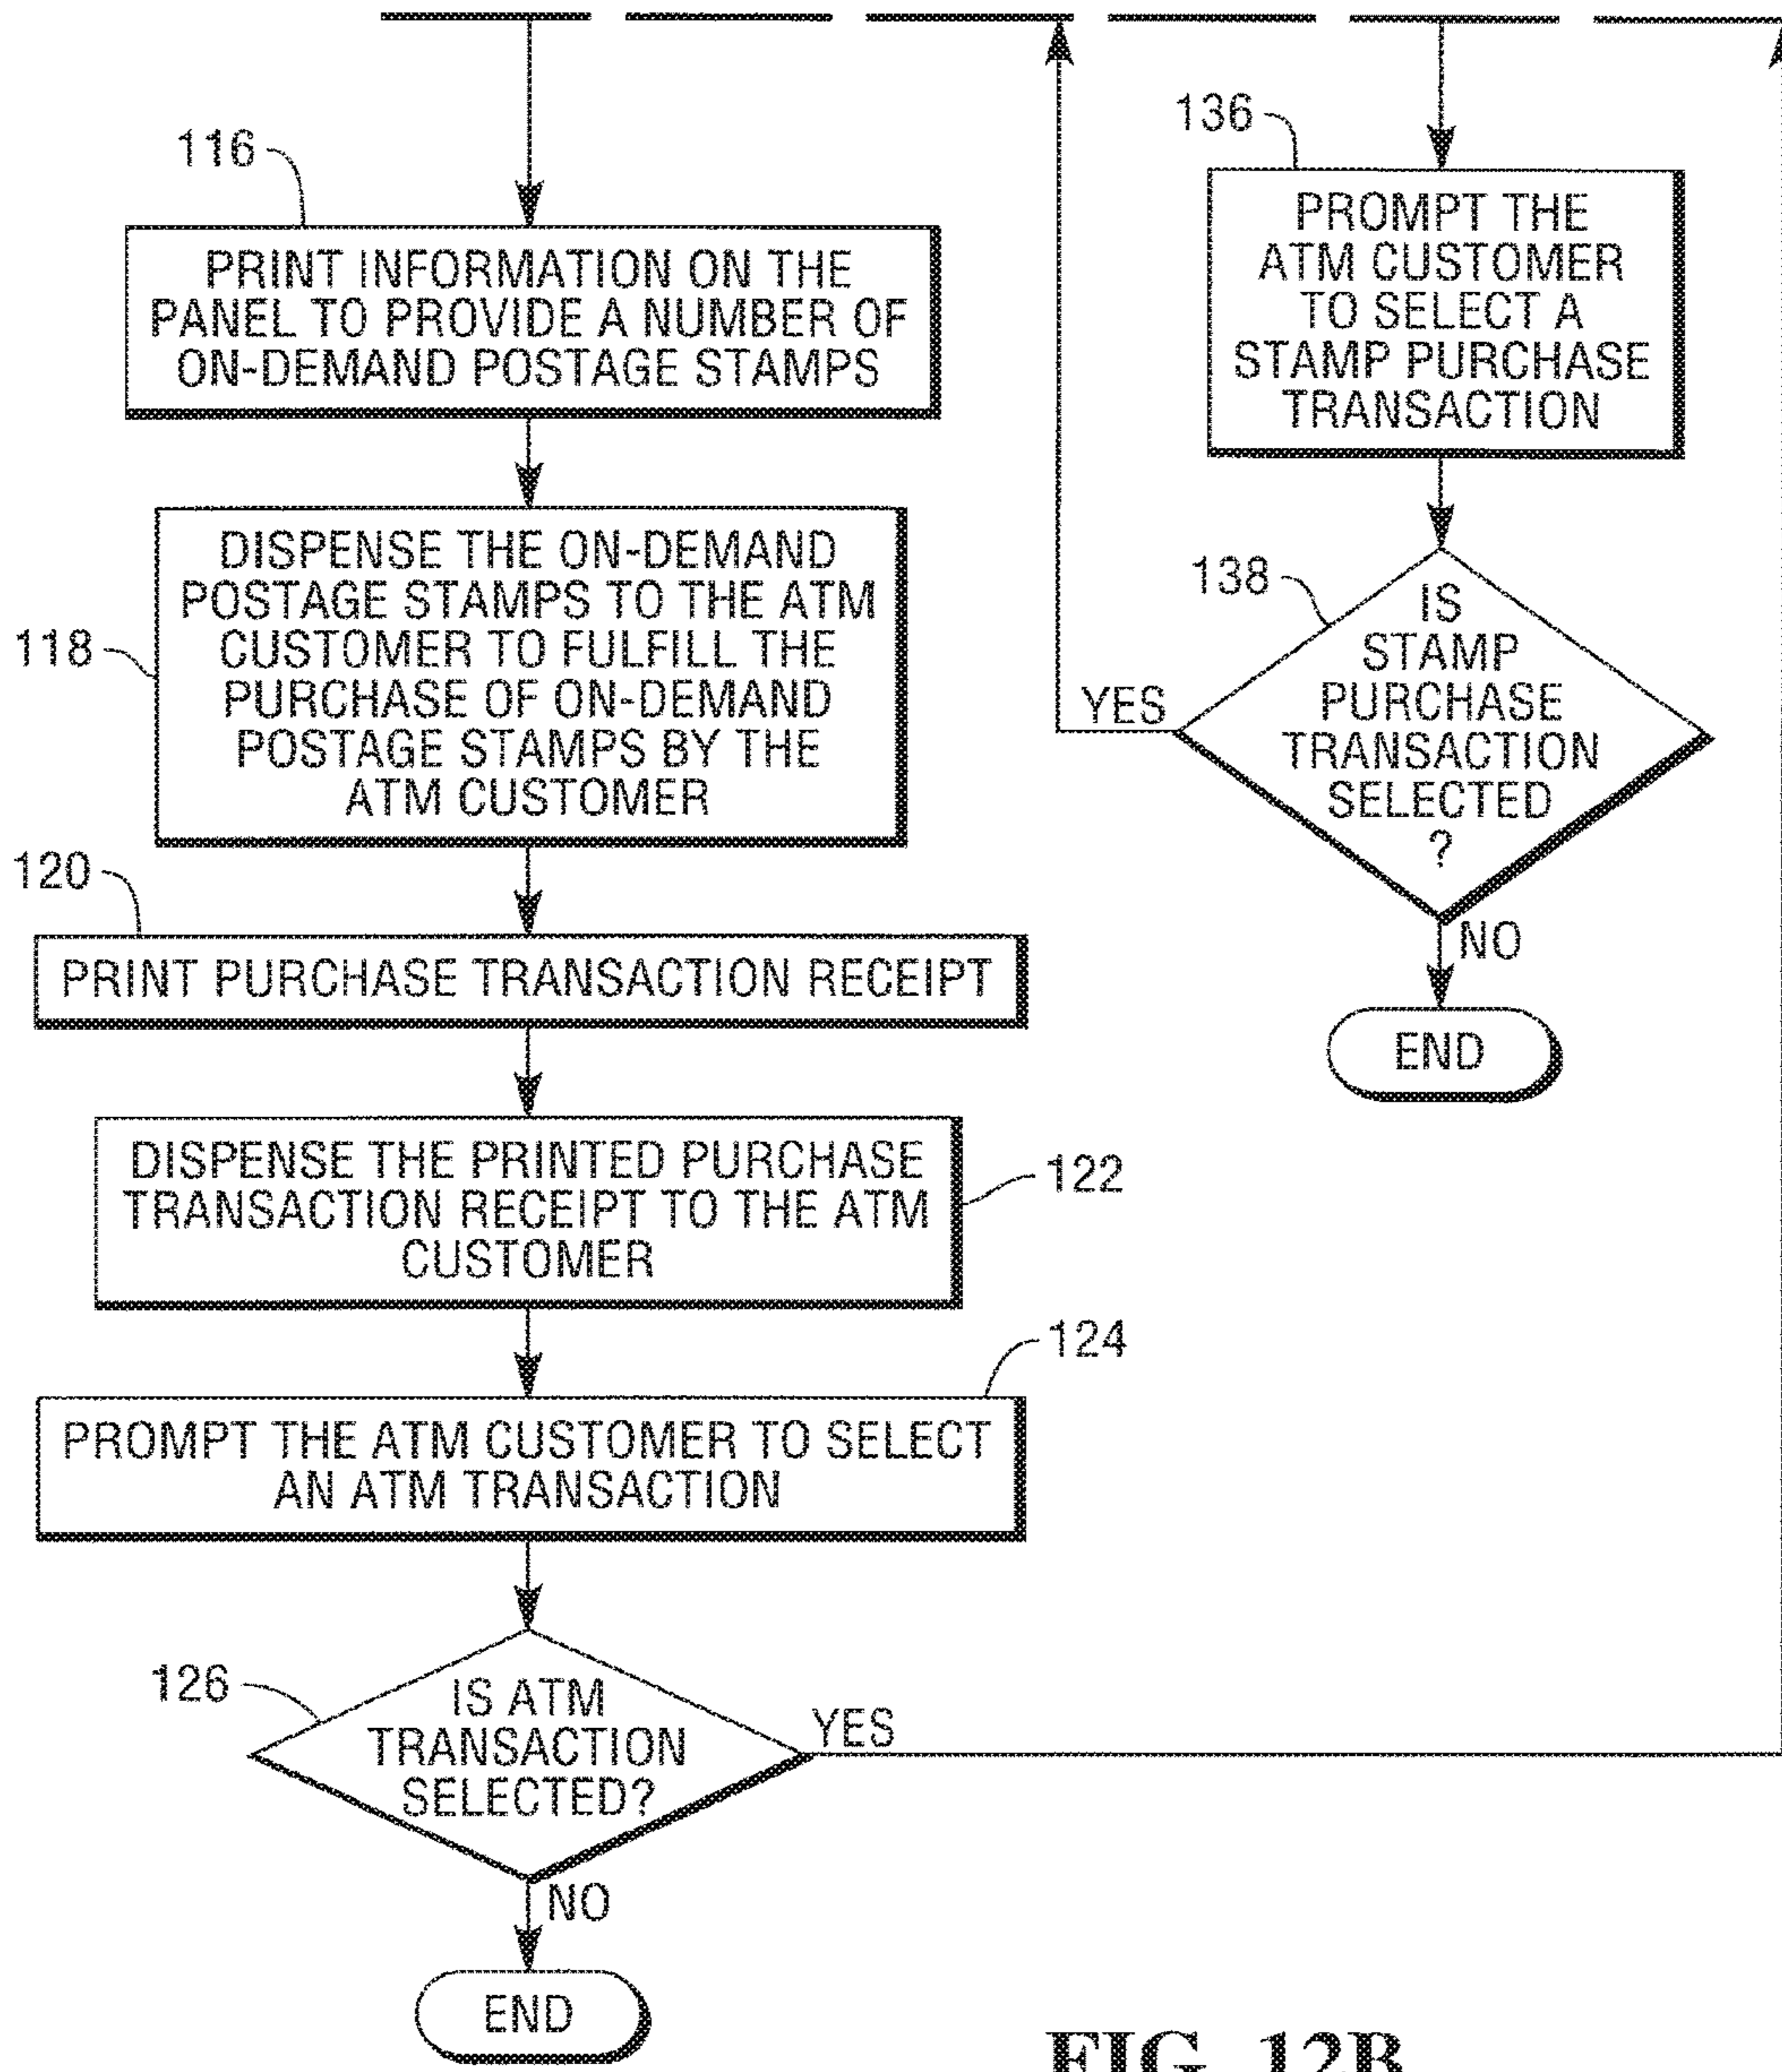 116
PRINT INFORMATION ON THE
PANEL TO PROVIDE A NUMBER OF
ON-DEMAND POSTAGE STAMPS
118
DISPENSE THE ON-DEMAND
POSTAGE STAMPS TO THE ATM
CUSTOMER TO FULFILL THE
PURCHASE OF ON-DEMAND
POSTAGE STAMPS BY THE
ATM CUSTOMER
120
PRINT PURCHASE TRANSACTION RECEIPT
DISPENSE THE PRINTED PURCHASE
TRANSACTION RECEIPT TO THE ATM
CUSTOMER
122
124
PROMPT THE ATM CUSTOMER TO SELECT
AN ATM TRANSACTION
126
IS ATM
TRANSACTION
SELECTED?
YES
NO
END
136
PROMPT THE
ATM CUSTOMER
TO SELECT A
STAMP PURCHASE
TRANSACTION
138
IS
STAMP
PURCHASE
TRANSACTION
SELECTED
?
YES
NO
END
FIG. 12B